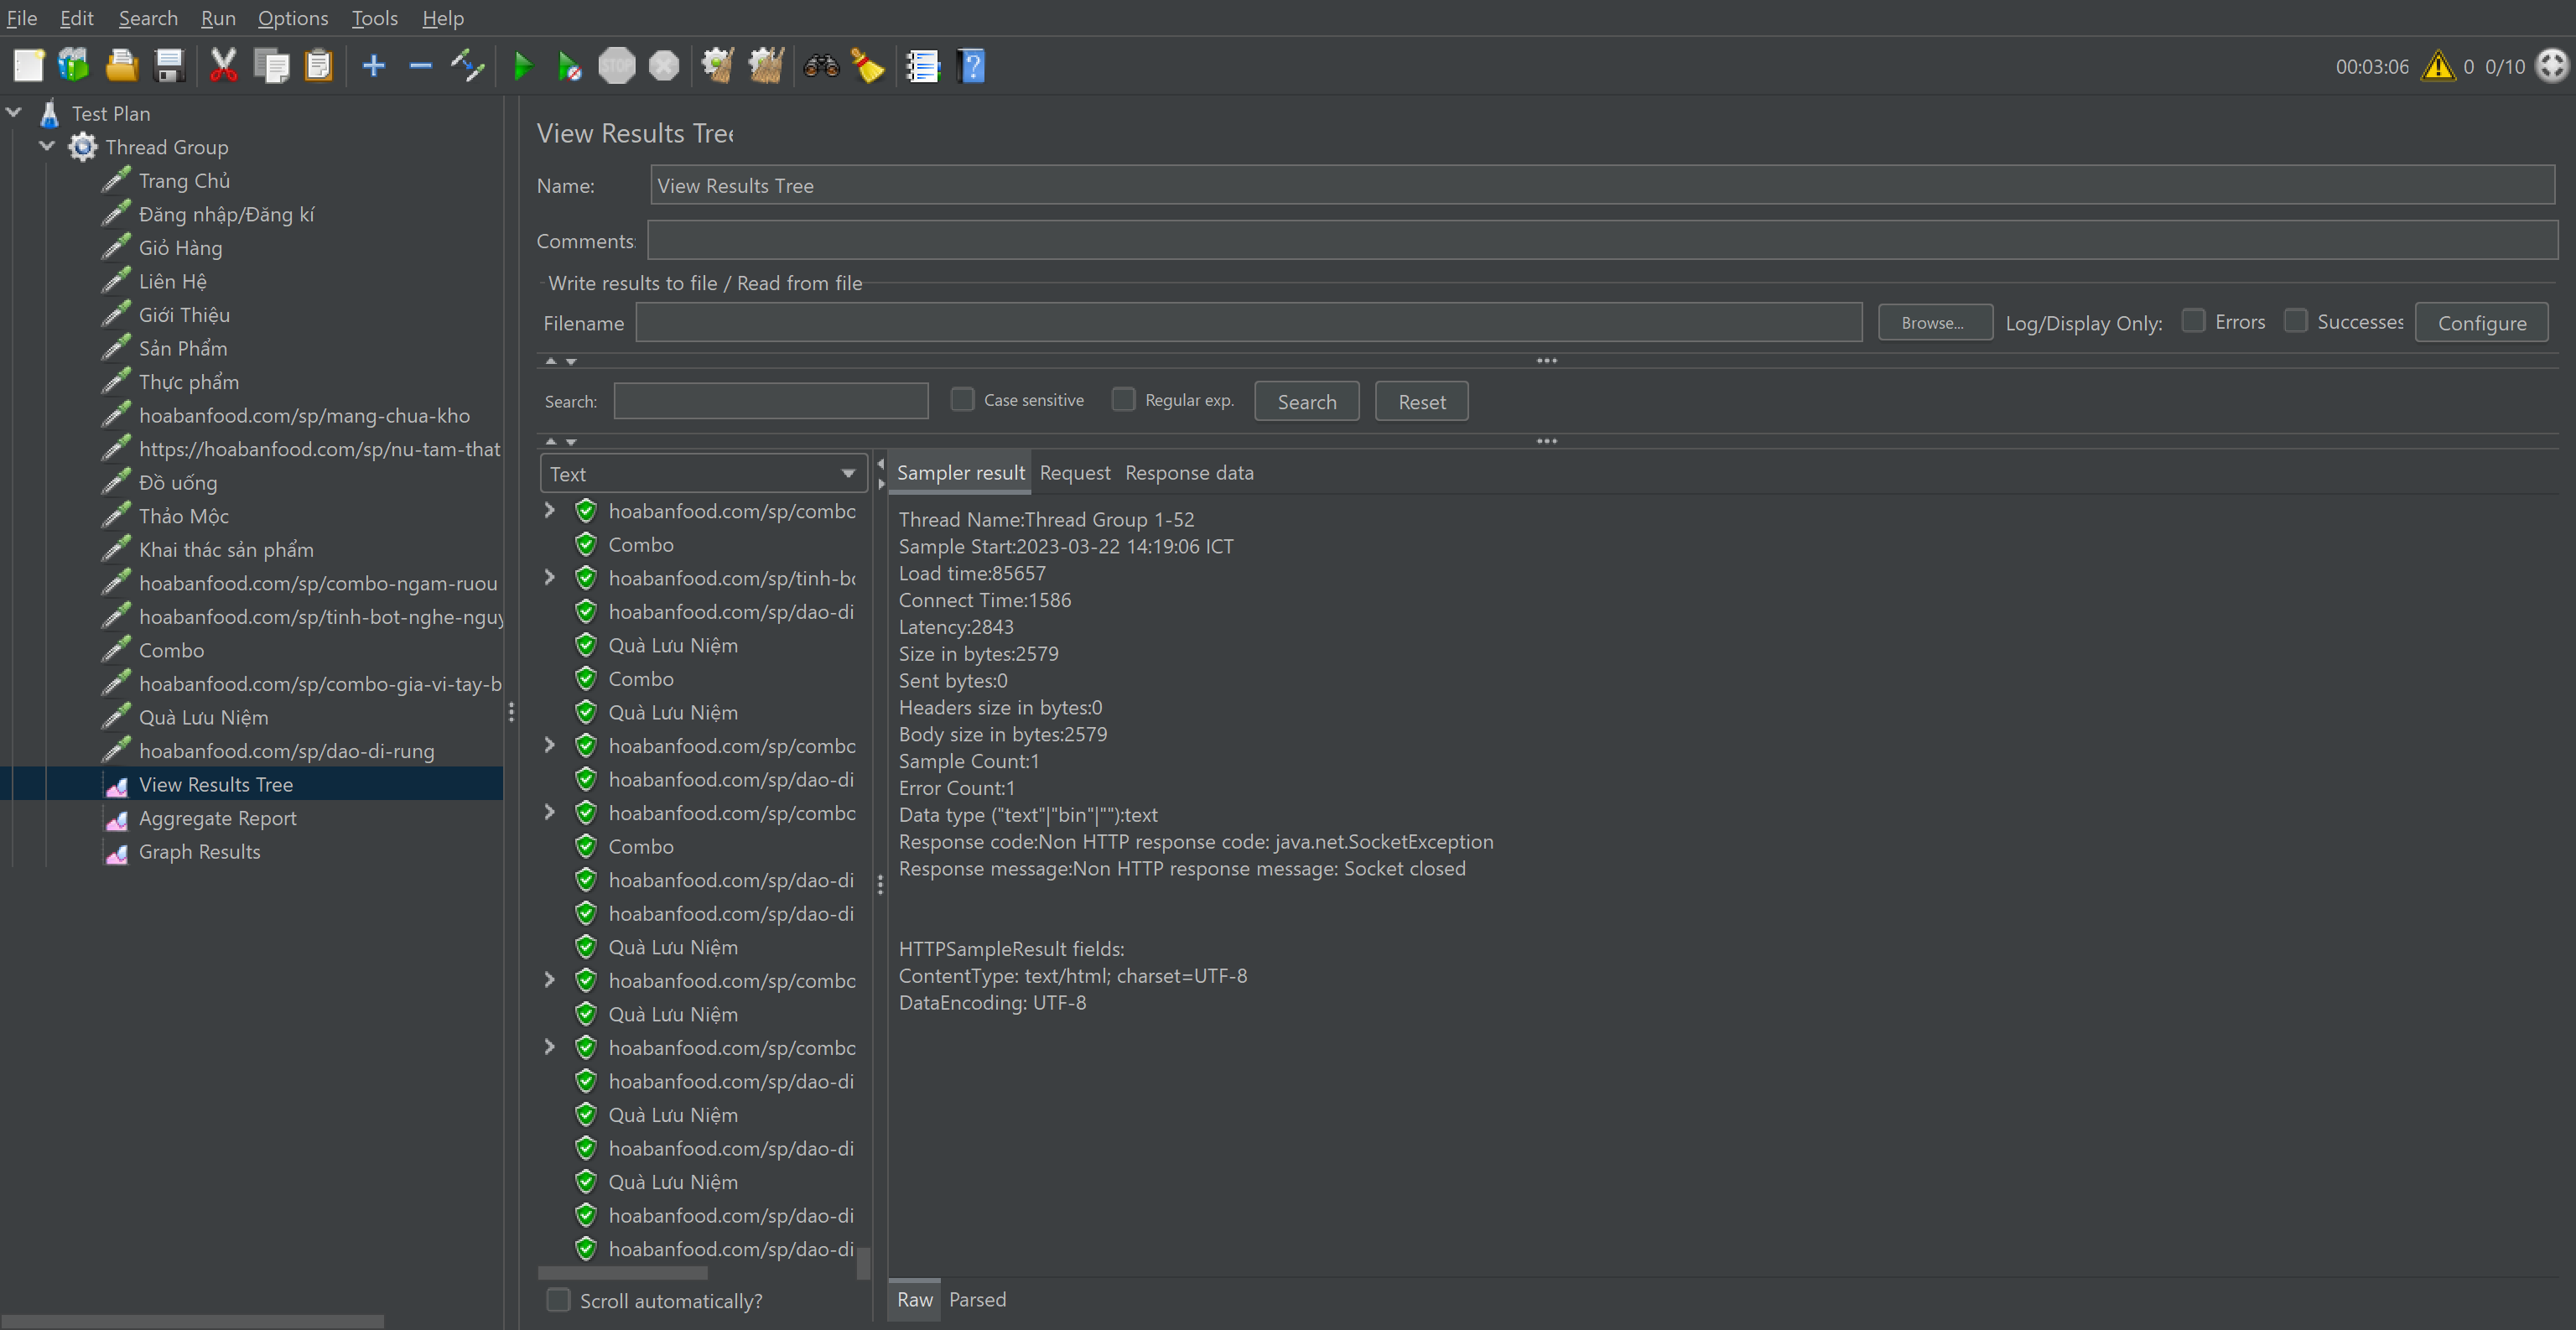 File Edit Search Run Options Tools Help
STOP
00:03:06 0 0/10
Test Plan
Thread Group
Trang Chủ
Đăng nhập/Đăng kí
Giỏ Hàng
Liên Hệ
Giới Thiệu
Sản Phẩm
Thực phẩm
hoabanfood.com/sp/mang-chua-kho
https://hoabanfood.com/sp/nu-tam-that
Đồ uống
Thảo Mộc
Khai thác sản phẩm
hoabanfood.com/sp/combo-ngam-ruou
hoabanfood.com/sp/tinh-bot-nghe-nguy
Combo
hoabanfood.com/sp/combo-gia-vi-tay-b
Quà Lưu Niệm
hoabanfood.com/sp/dao-di-rung
View Results Tree
Aggregate Report
Graph Results
View Results Tree
Name: View Results Tree
Comments:
Write results to file / Read from file
Filename Browse... Log/Display Only: Errors Successes Configure
Search: Case sensitive Regular exp. Search Reset
Text
hoabanfood.com/sp/combo
Combo
hoabanfood.com/sp/tinh-bo
hoabanfood.com/sp/dao-di
Quà Lưu Niệm
Combo
Quà Lưu Niệm
hoabanfood.com/sp/combo
hoabanfood.com/sp/dao-di
hoabanfood.com/sp/combo
Combo
hoabanfood.com/sp/dao-di
hoabanfood.com/sp/dao-di
Quà Lưu Niệm
hoabanfood.com/sp/combo
Quà Lưu Niệm
hoabanfood.com/sp/combo
hoabanfood.com/sp/dao-di
Quà Lưu Niệm
hoabanfood.com/sp/dao-di
Quà Lưu Niệm
hoabanfood.com/sp/dao-di
hoabanfood.com/sp/dao-di
Scroll automatically?
Sampler result Request Response data
Thread Name:Thread Group 1-52
Sample Start:2023-03-22 14:19:06 ICT
Load time:85657
Connect Time:1586
Latency:2843
Size in bytes:2579
Sent bytes:0
Headers size in bytes:0
Body size in bytes:2579
Sample Count:1
Error Count:1
Data type ("text"|"bin"|""):text
Response code:Non HTTP response code: java.net.SocketException
Response message:Non HTTP response message: Socket closed
HTTPSampleResult fields:
ContentType: text/html; charset=UTF-8
DataEncoding: UTF-8
Raw Parsed